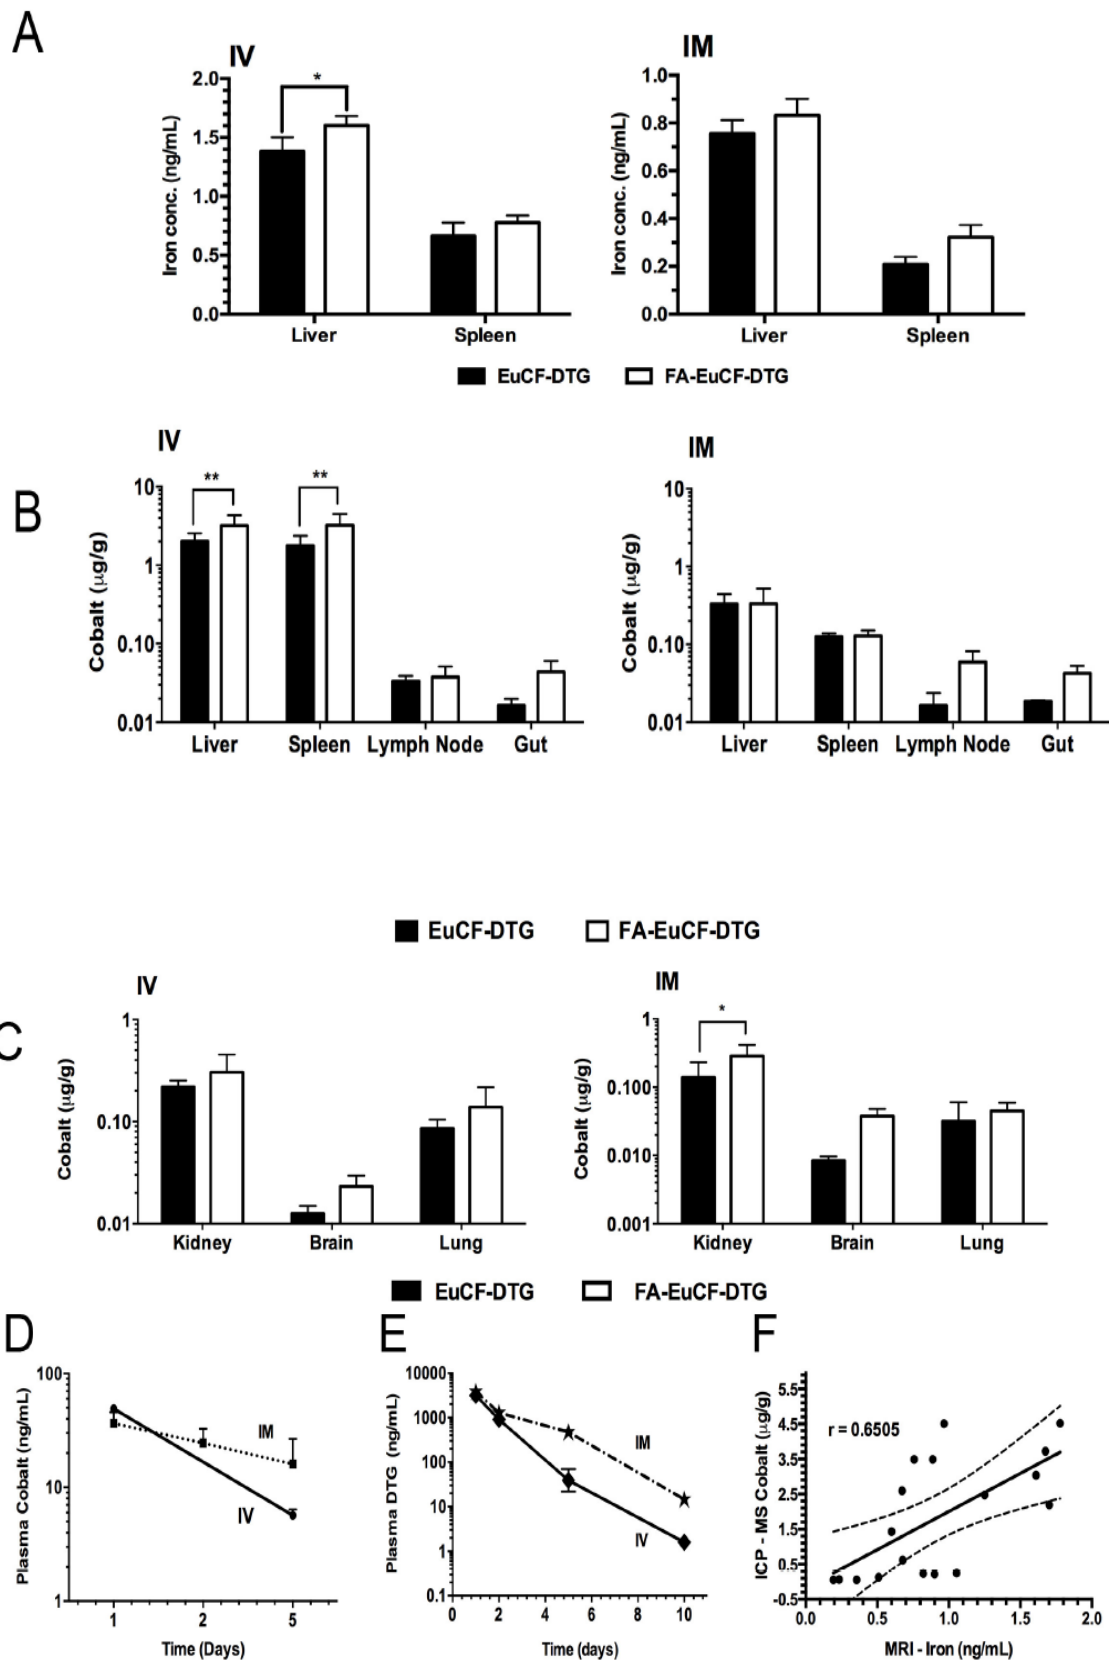 A
IV
IM
Iron conc. (ng/mL)
2.0
1.5
1.0
0.5
0.0
*
Liver
Spleen
Iron conc. (ng/mL)
1.0
0.8
0.6
0.4
0.2
0.0
Liver
Spleen
EuCF-DTG
FA-EuCF-DTG
B
IV
IM
Cobalt (µg/g)
10
1
0.10
0.01
**
**
Liver
Spleen
Lymph Node
Gut
Cobalt (µg/g)
10
1
0.10
0.01
Liver
Spleen
Lymph Node
Gut
EuCF-DTG
FA-EuCF-DTG
C
IV
IM
Cobalt (µg/g)
1
0.10
0.01
Kidney
Brain
Lung
Cobalt (µg/g)
1
0.100
0.010
0.001
*
Kidney
Brain
Lung
EuCF-DTG
FA-EuCF-DTG
D
Plasma Cobalt (ng/mL)
100
10
1
IM
IV
1
2
5
Time (Days)
E
Plasma DTG (ng/mL)
10000
1000
100
10
1
0.1
IM
IV
0
2
4
6
8
10
Time (days)
F
ICP - MS Cobalt (µg/g)
5.5
4.5
3.5
2.5
1.5
0.5
-0.5
r = 0.6505
0.0
0.5
1.0
1.5
2.0
MRI - Iron (ng/mL)